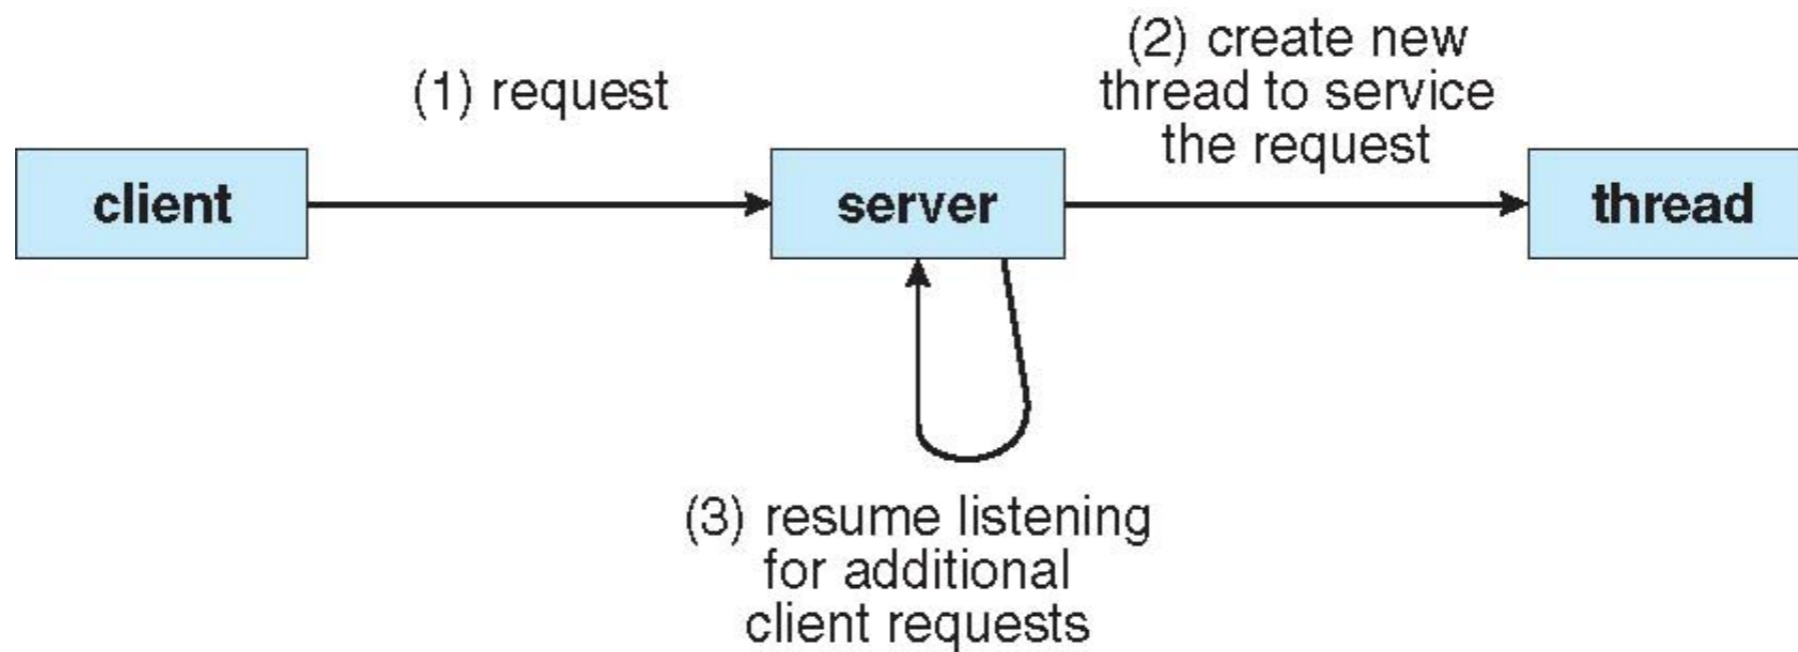 (1) request
(2) create new
thread to service
the request
client
server
thread
(3) resume listening
for additional
client requests